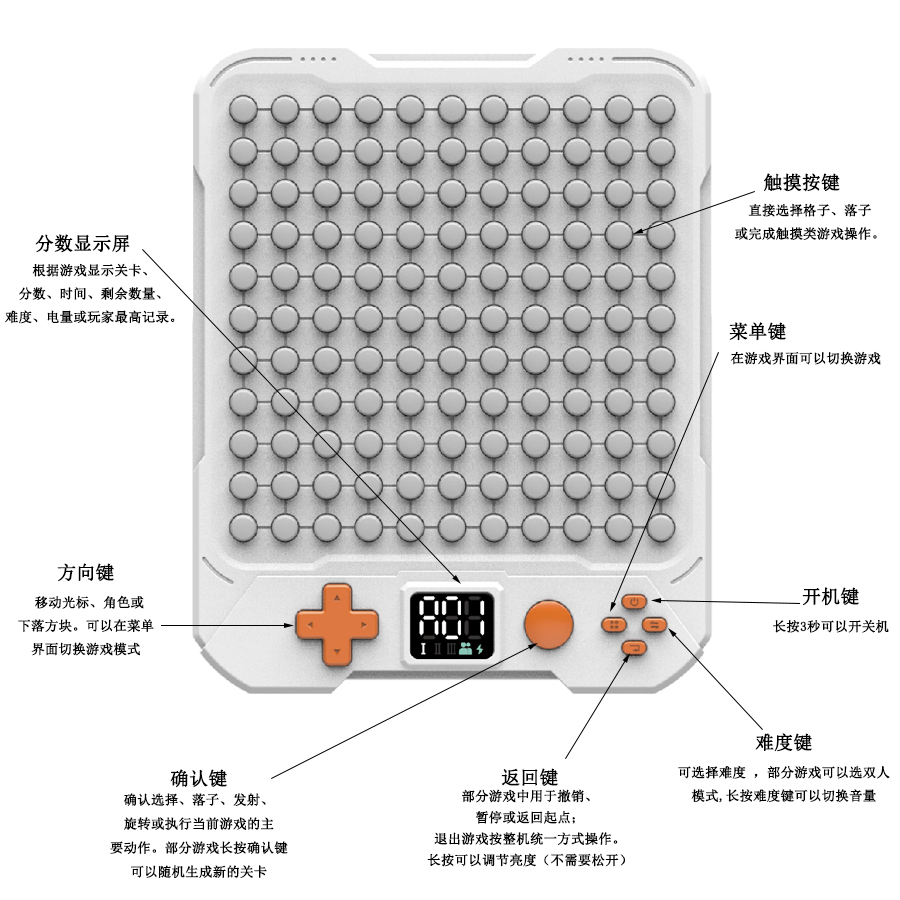 触摸按键
直接选择格子、落子
或完成触摸类游戏操作。
分数显示屏
根据游戏显示关卡、
分数、时间、剩余数量、
难度、电量或玩家最高记录。
菜单键
在游戏界面可以切换游戏
方向键
移动光标、角色或
下落方块。可以在菜单
界面切换游戏模式
A01
I II III
开机键
长按3秒可以开关机
难度键
可选择难度 ，部分游戏可以选双人
模式,长按难度键可以切换音量
确认键
确认选择、落子、发射、
旋转或执行当前游戏的主
要动作。部分游戏长按确认键
可以随机生成新的关卡
返回键
部分游戏中用于撤销、
暂停或返回起点;
退出游戏按整机统一方式操作。
长按可以调节亮度（不需要松开）